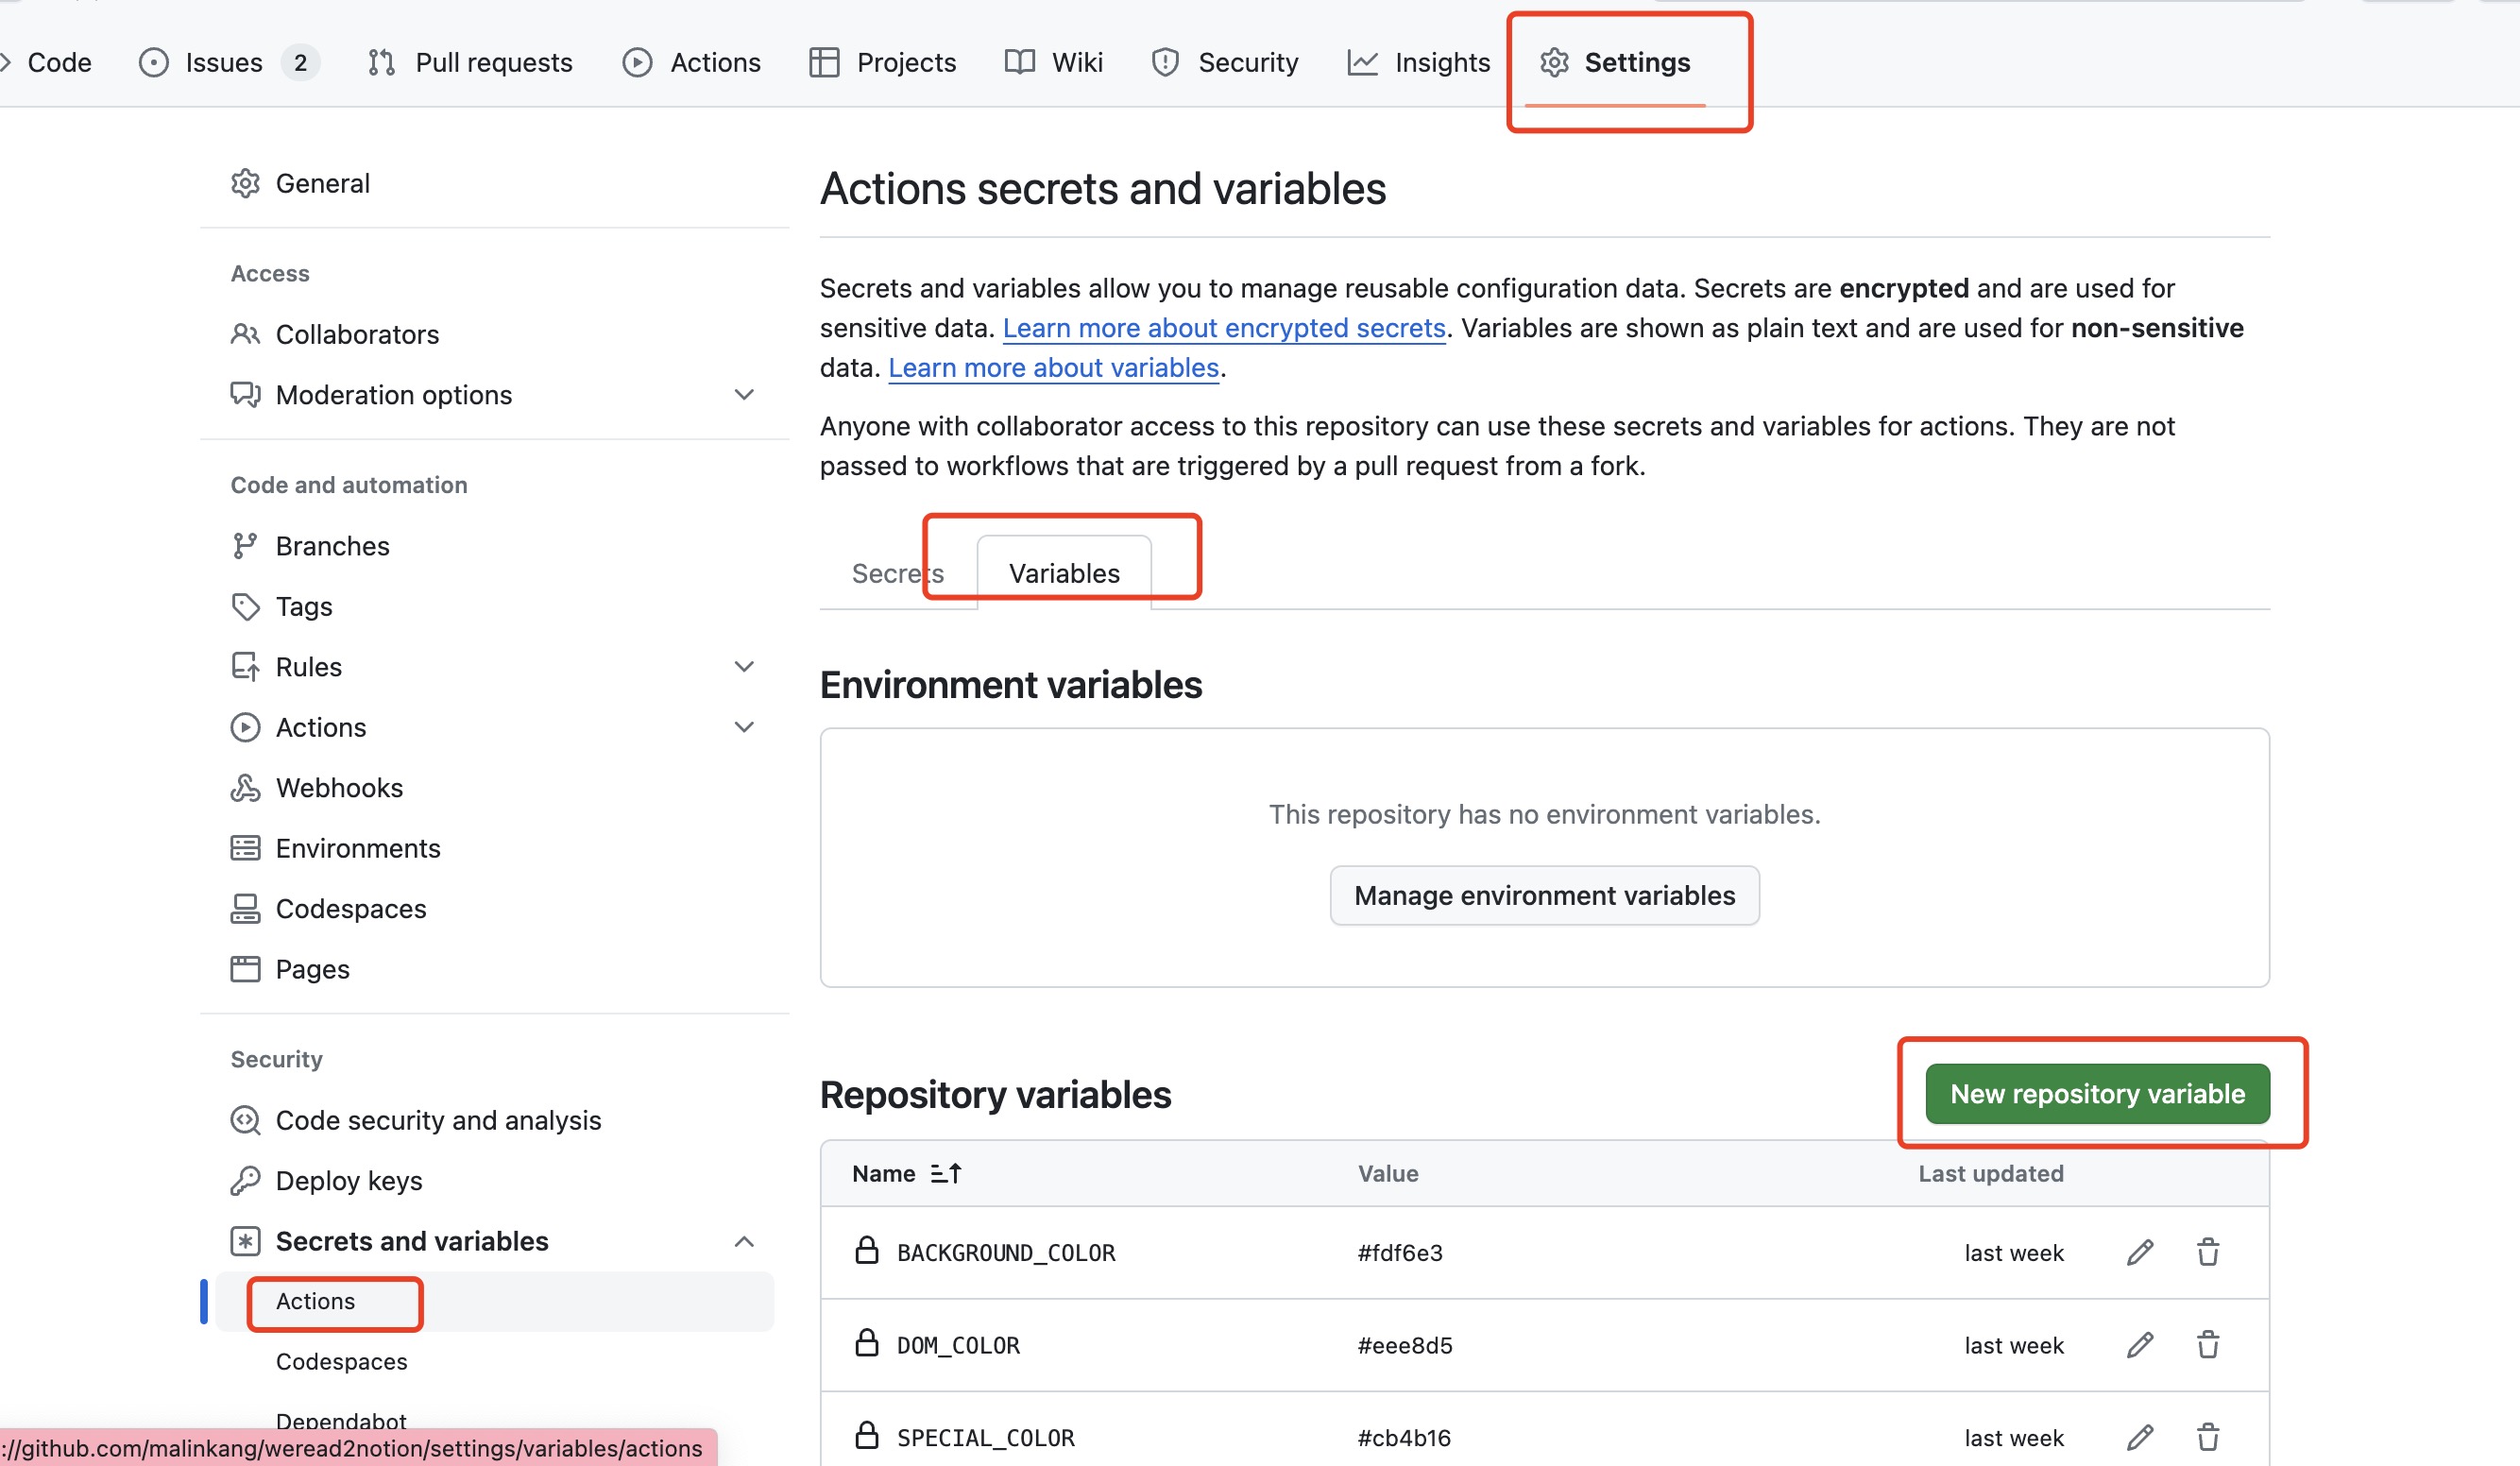 Code Issues 2 Pull requests Actions Projects Wiki Security Insights Settings
General
Access
Collaborators
Moderation options
Code and automation
Branches
Tags
Rules
Actions
Webhooks
Environments
Codespaces
Pages
Security
Code security and analysis
Deploy keys
Secrets and variables
Actions
Codespaces
Dependabot
://github.com/malinkang/weread2notion/settings/variables/actions
Actions secrets and variables
Secrets and variables allow you to manage reusable configuration data. Secrets are encrypted and are used for
sensitive data. Learn more about encrypted secrets. Variables are shown as plain text and are used for non-sensitive
data. Learn more about variables.
Anyone with collaborator access to this repository can use these secrets and variables for actions. They are not
passed to workflows that are triggered by a pull request from a fork.
Secrets Variables
Environment variables
This repository has no environment variables.
Manage environment variables
Repository variables New repository variable
Name Value Last updated
BACKGROUND_COLOR #fdf6e3 last week
DOM_COLOR #eee8d5 last week
SPECIAL_COLOR #cb4b16 last week